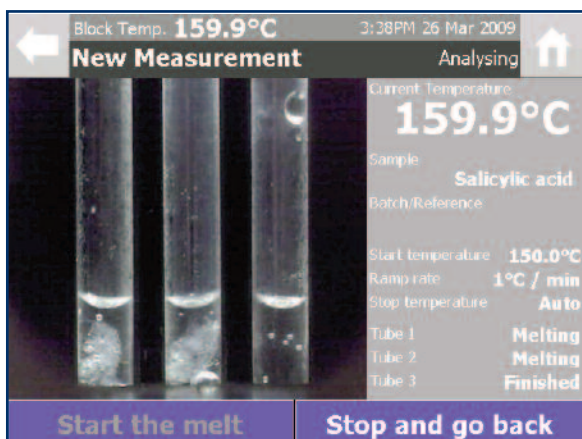 Block Temp. 159.9°C 3:38PM 26 Mar 2009
New Measurement Analysing
Current Temperature
159.9°C
Sample
Salicylic acid
Batch/Reference
Start temperature 150.0°C
Ramp rate 1°C / min
Stop temperature Auto
Tube 1 Melting
Tube 2 Melting
Tube 3 Finished
Start the melt Stop and go back